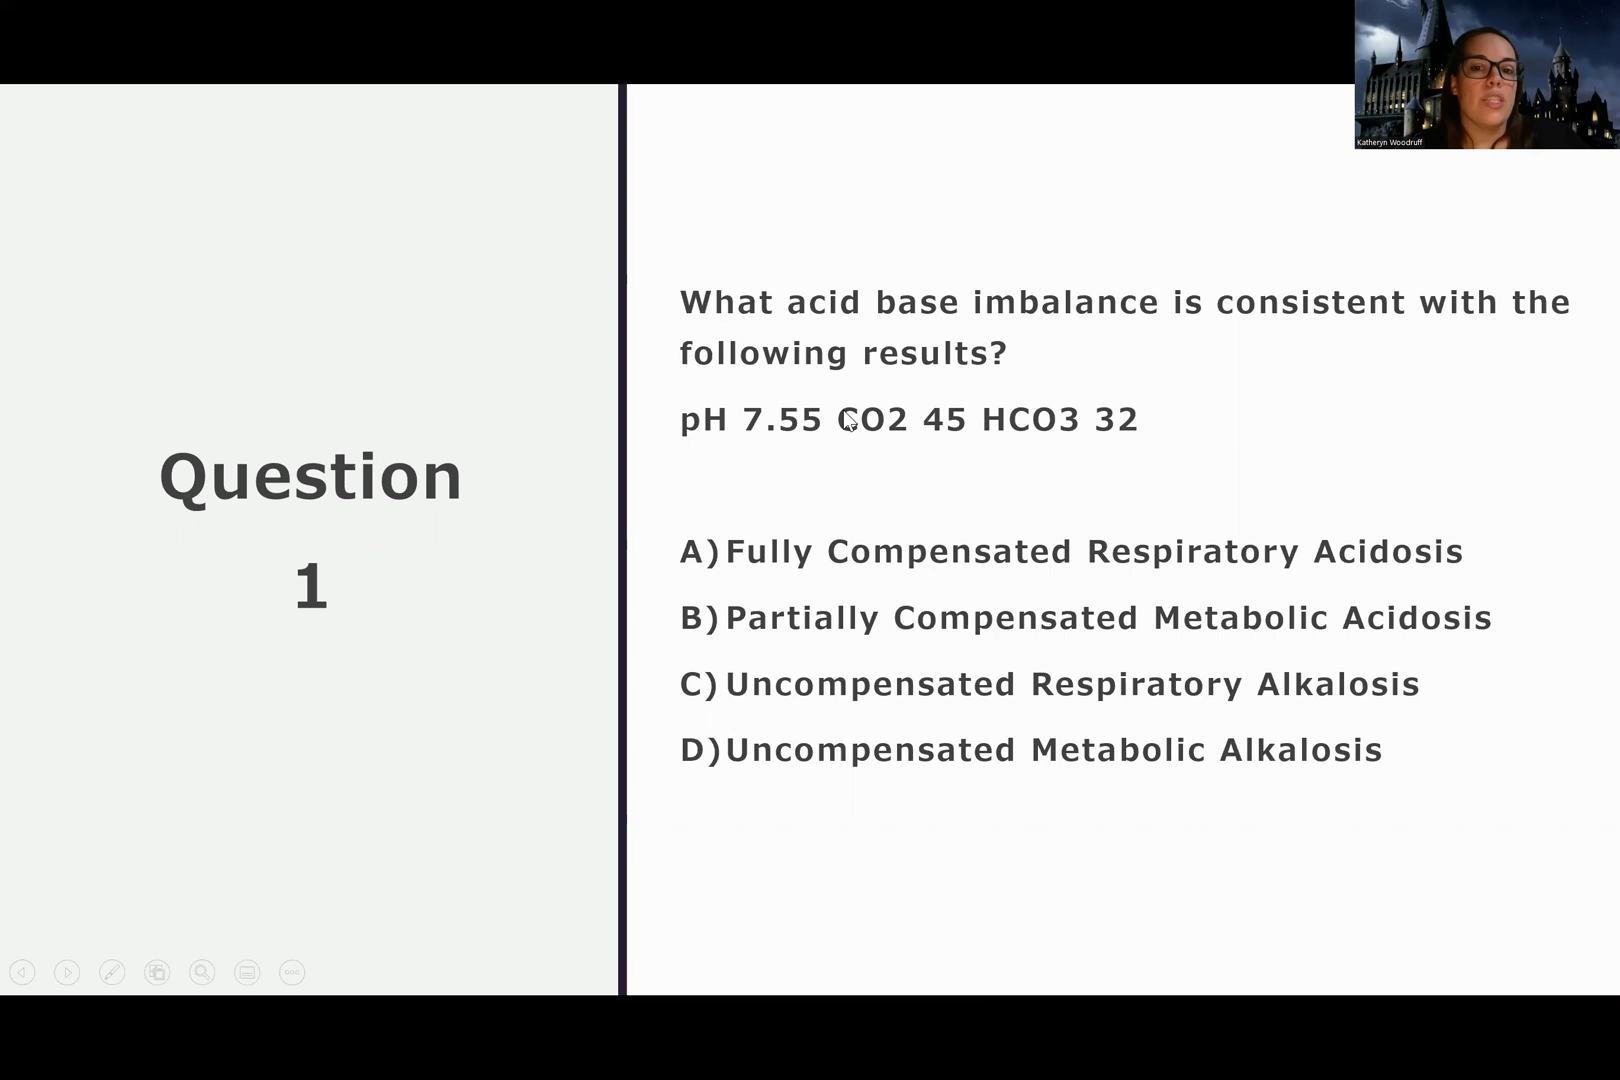 Katheryn Woodruff
Question
1
What acid base imbalance is consistent with the
following results?
pH 7.55 CO2 45 HCO3 32
A) Fully Compensated Respiratory Acidosis
B) Partially Compensated Metabolic Acidosis
C) Uncompensated Respiratory Alkalosis
D) Uncompensated Metabolic Alkalosis